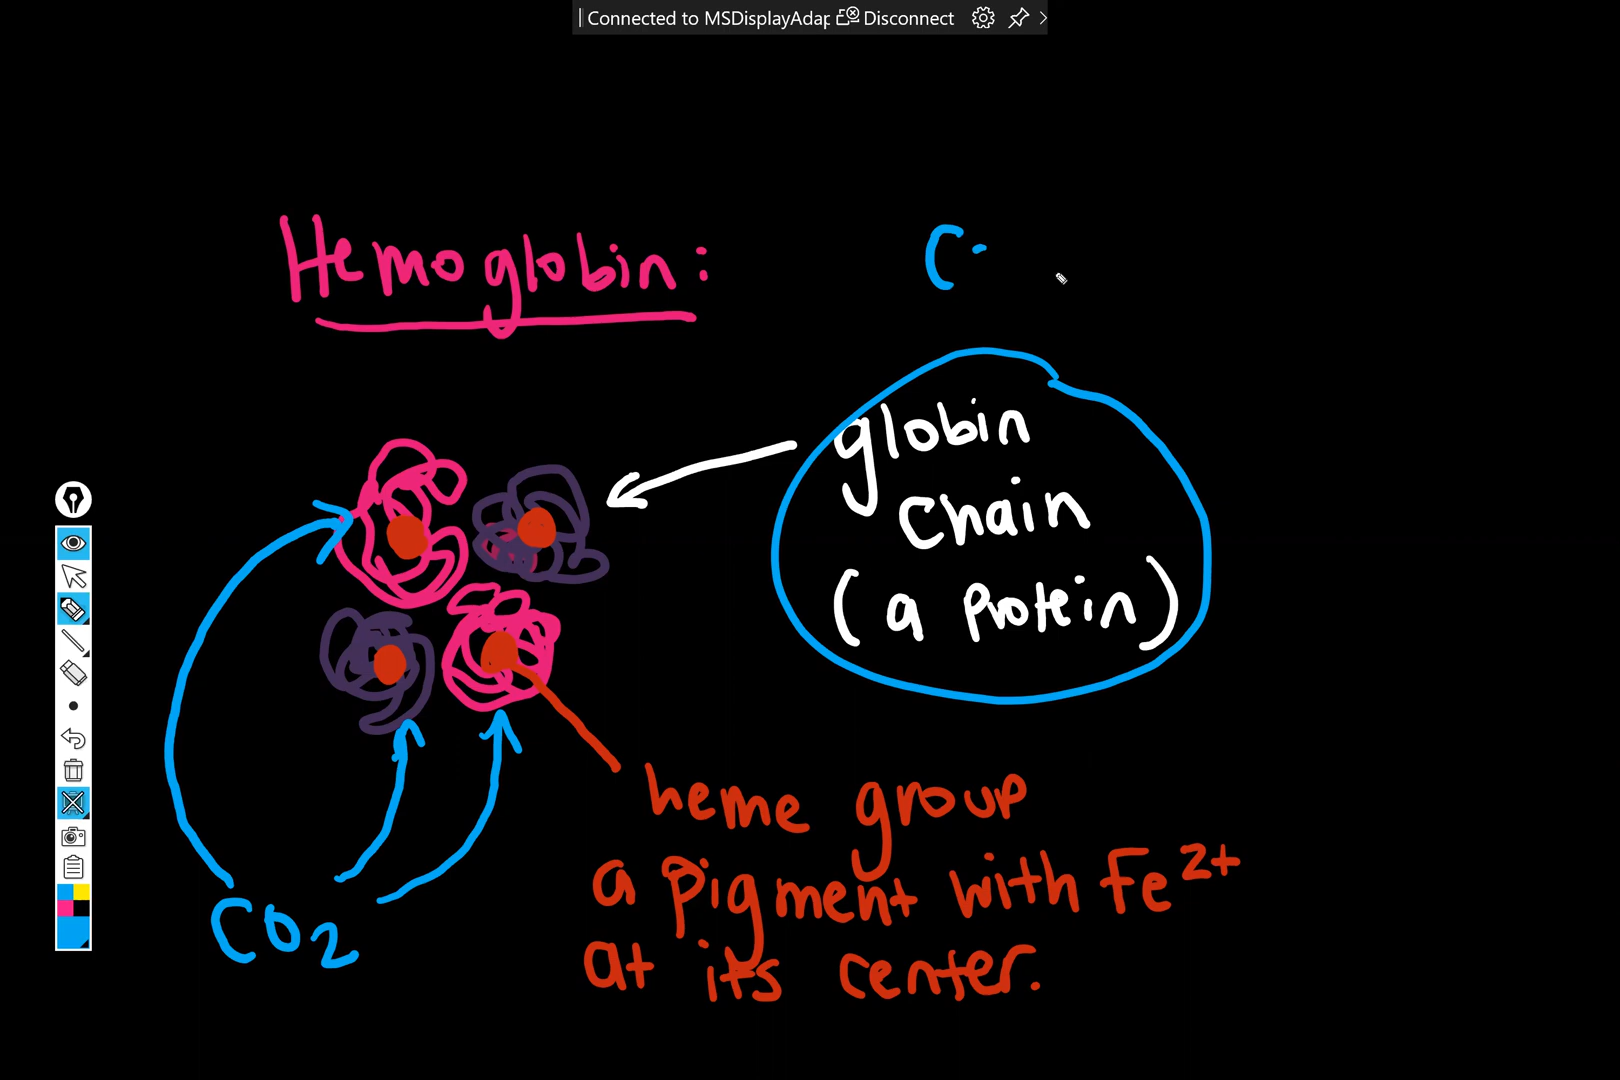 Connected to MSDisplayAdap Disconnect
Hemoglobin:
C
globin
chain
(a protein)
heme group
a pigment with Fe²⁺
at its center.
CO₂